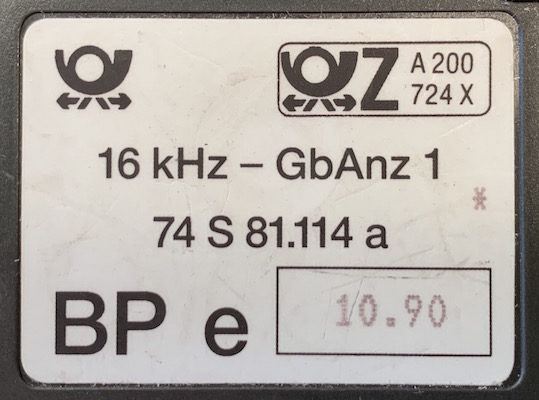 Z A 200
724 X
16 kHz – GbAnz 1
*
74 S 81.114 a
BP e 10.90